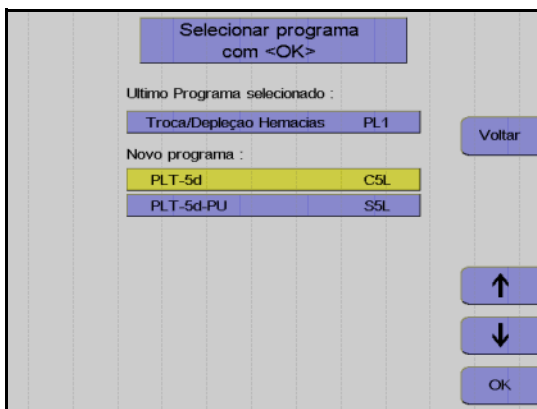 Selecionar programa
com <OK>
Ultimo Programa selecionado :
Troca/Depleçao Hemacias PL1
Voltar
Novo programa :
PLT-5d C5L
PLT-5d-PU S5L
↑
↓
OK